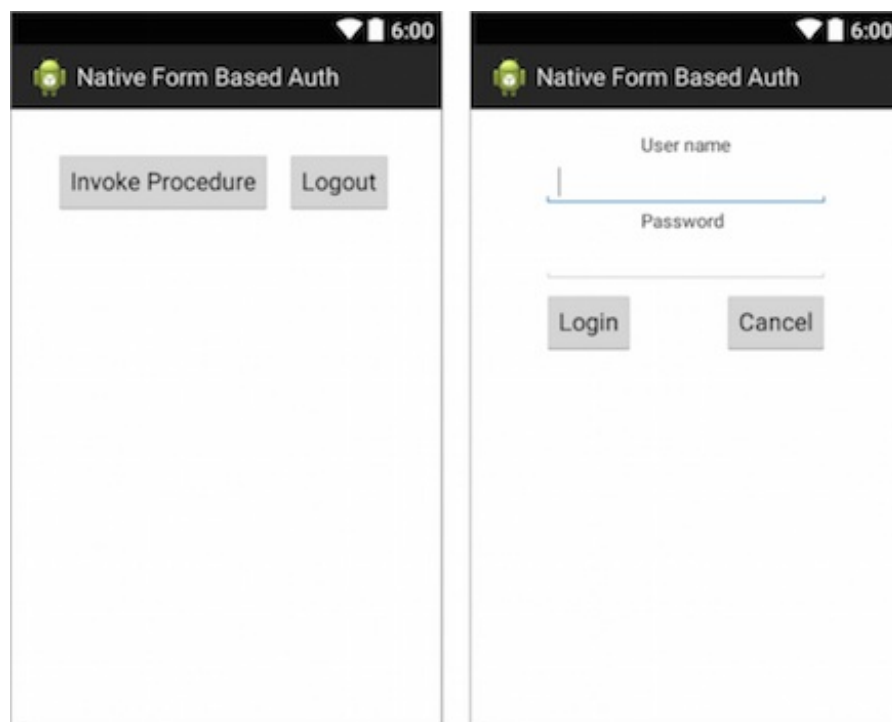 6:00
Native Form Based Auth
Invoke Procedure
Logout
6:00
Native Form Based Auth
User name
Password
Login
Cancel